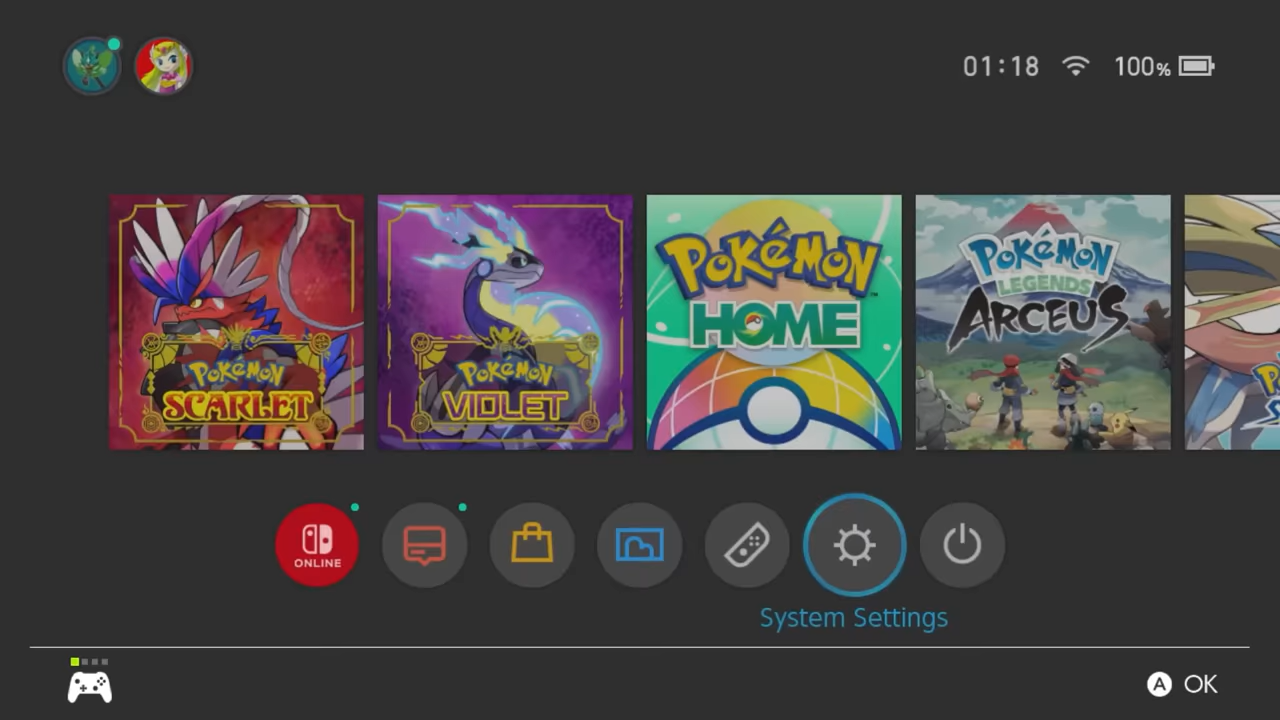 01:18 100%
POKÉMON
SCARLET
POKÉMON
VIOLET
POKÉMON
HOME
POKÉMON
LEGENDS
ARCEUS
ONLINE
System Settings
A OK